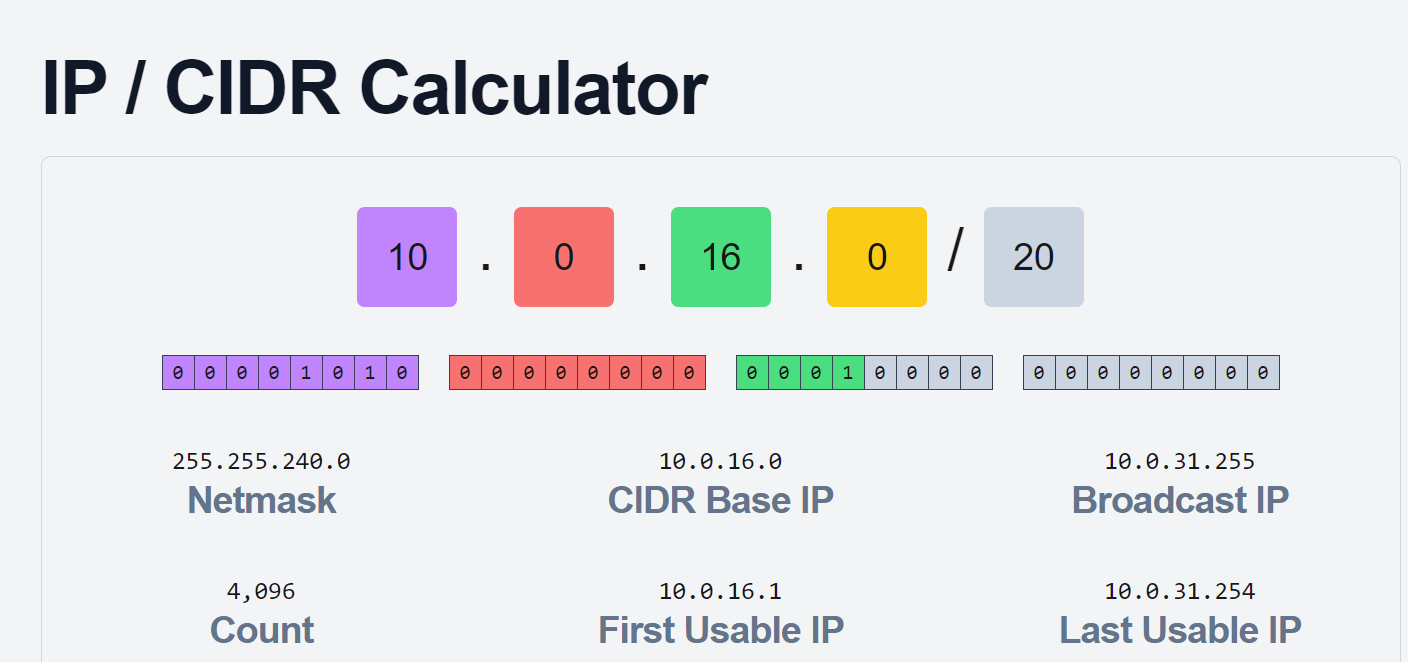 IP / CIDR Calculator
10 . 0 . 16 . 0 / 20
0 0 0 0 1 0 1 0 0 0 0 0 0 0 0 0 0 0 0 1 0 0 0 0 0 0 0 0 0 0 0 0
255.255.240.0 10.0.16.0 10.0.31.255
Netmask CIDR Base IP Broadcast IP
4,096 10.0.16.1 10.0.31.254
Count First Usable IP Last Usable IP